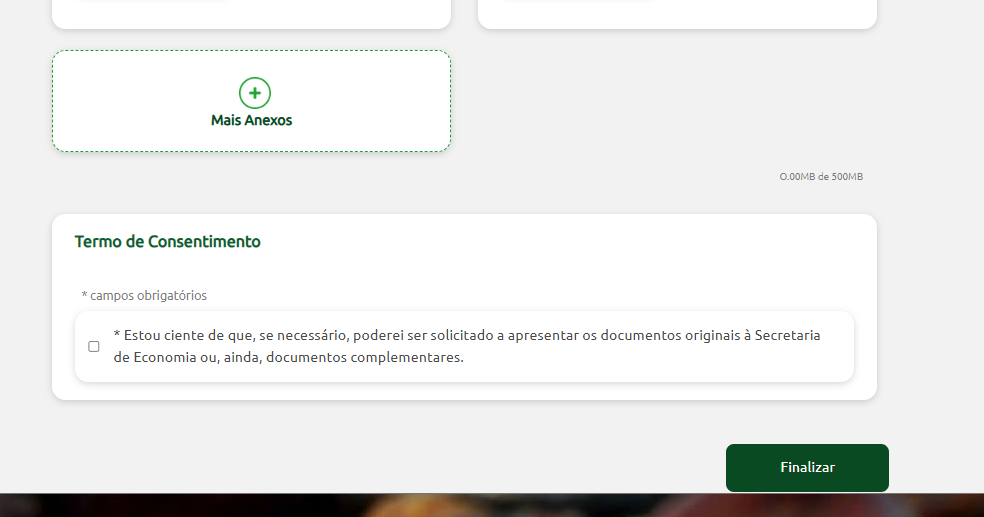 Mais Anexos
0.00MB de 500MB
Termo de Consentimento
* campos obrigatórios
* Estou ciente de que, se necessário, poderei ser solicitado a apresentar os documentos originais à Secretaria
de Economia ou, ainda, documentos complementares.
Finalizar